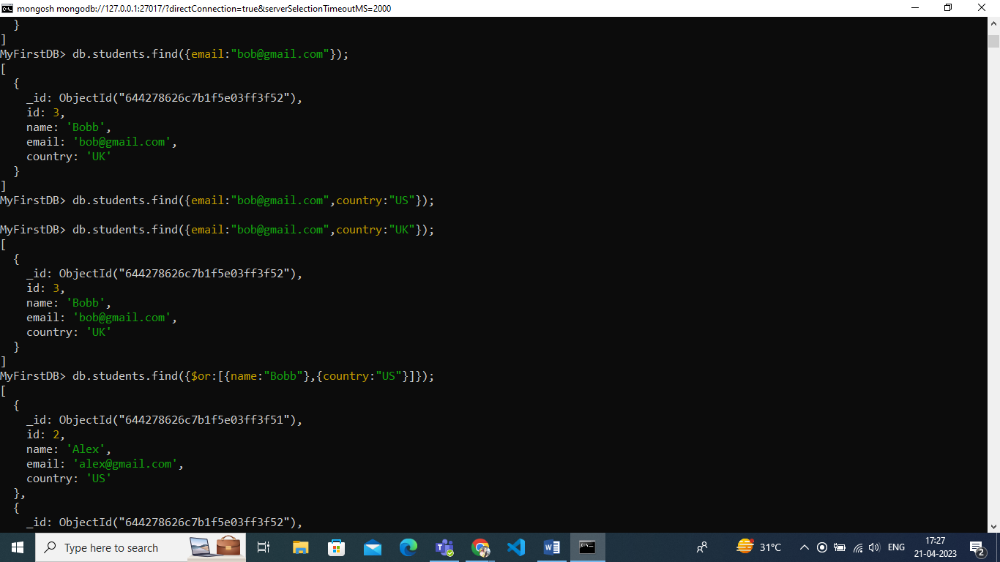 mongosh mongodb://127.0.0.1:27017/?directConnection=true&serverSelectionTimeoutMS=2000
  }
]
MyFirstDB> db.students.find({email:"bob@gmail.com"});
[
  {
    _id: ObjectId("644278626c7b1f5e03ff3f52"),
    id: 3,
    name: 'Bobb',
    email: 'bob@gmail.com',
    country: 'UK'
  }
]
MyFirstDB> db.students.find({email:"bob@gmail.com",country:"US"});
MyFirstDB> db.students.find({email:"bob@gmail.com",country:"UK"});
[
  {
    _id: ObjectId("644278626c7b1f5e03ff3f52"),
    id: 3,
    name: 'Bobb',
    email: 'bob@gmail.com',
    country: 'UK'
  }
]
MyFirstDB> db.students.find({$or:[{name:"Bobb"},{country:"US"}]});
[
  {
    _id: ObjectId("644278626c7b1f5e03ff3f51"),
    id: 2,
    name: 'Alex',
    email: 'alex@gmail.com',
    country: 'US'
  },
  {
    _id: ObjectId("644278626c7b1f5e03ff3f52"),
Type here to search
31°C
ENG
17:27
21-04-2023
2